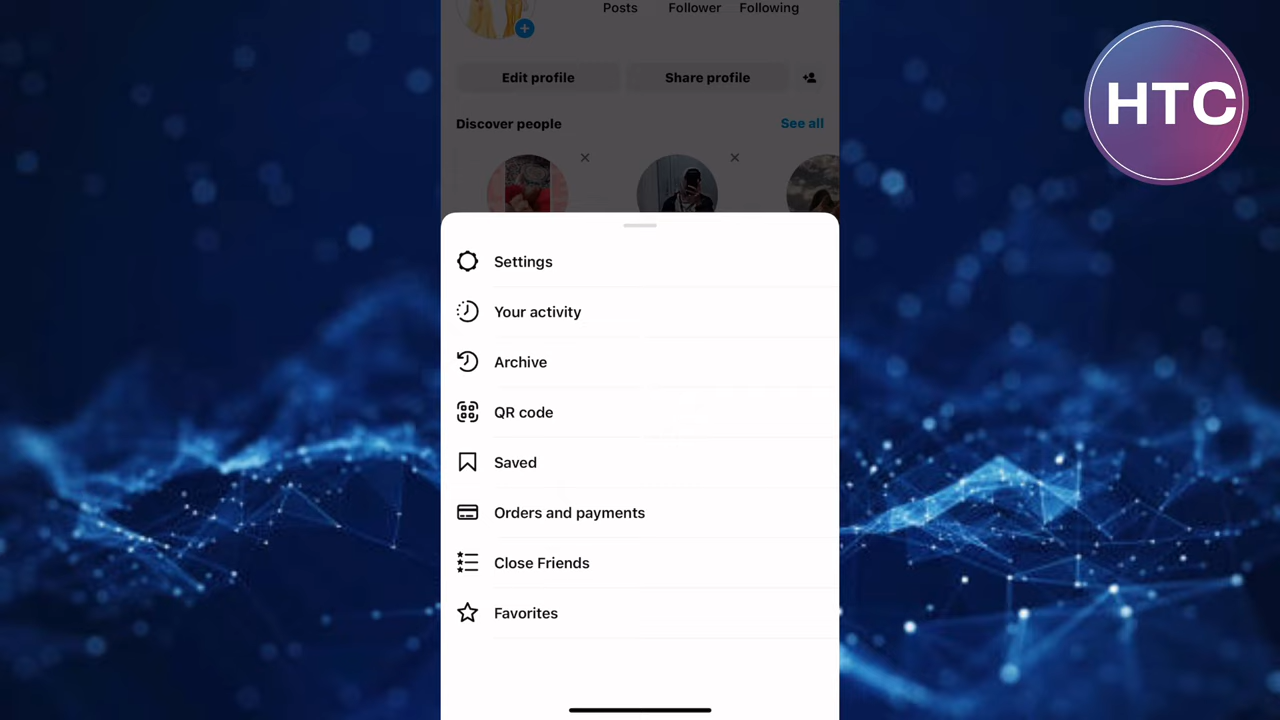 Posts Follower Following
HTC
Edit profile Share profile
Discover people See all
Settings
Your activity
Archive
QR code
Saved
Orders and payments
Close Friends
Favorites